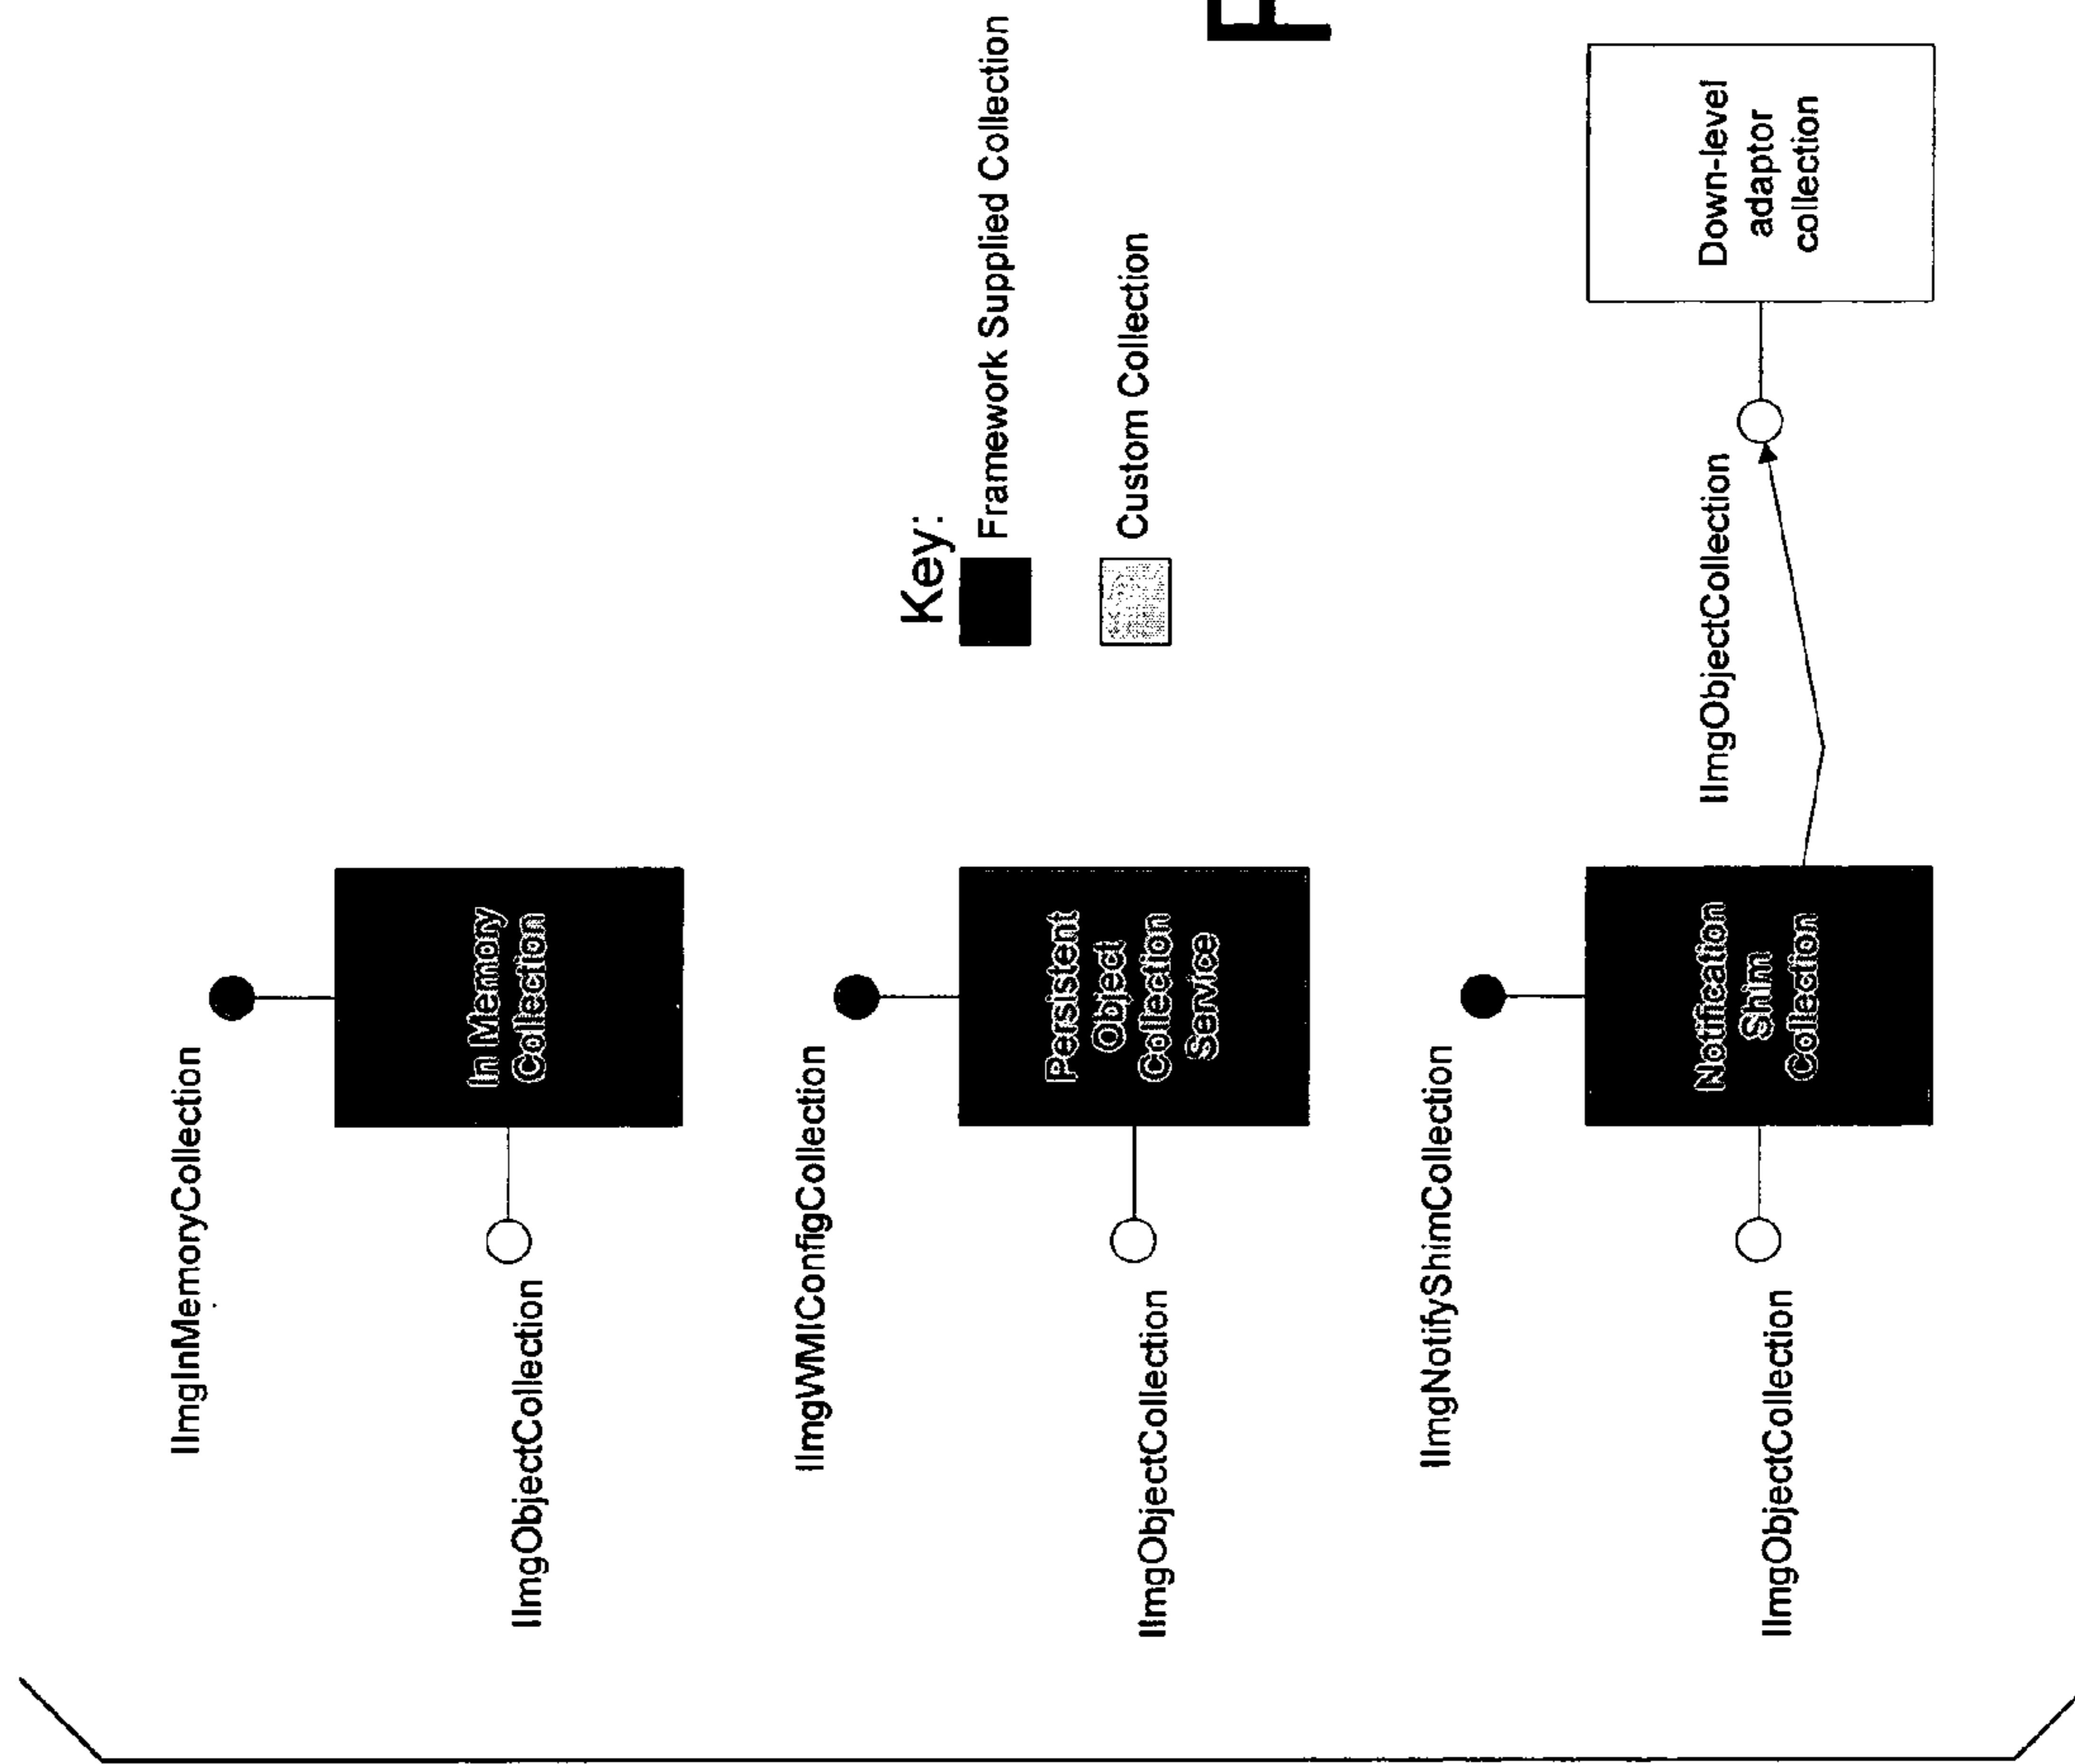 IImgInMemoryCollection
In Memory
Collection
IImgObjectCollection
IImgWMIConfigCollection
Persistent
Object
Collection
Service
IImgObjectCollection
Key:
Framework Supplied Collection
Custom Collection
IImgNotifyShimCollection
Notification
Shim
Collection
IImgObjectCollection
IImgObjectCollection
Down-level
adaptor
collection